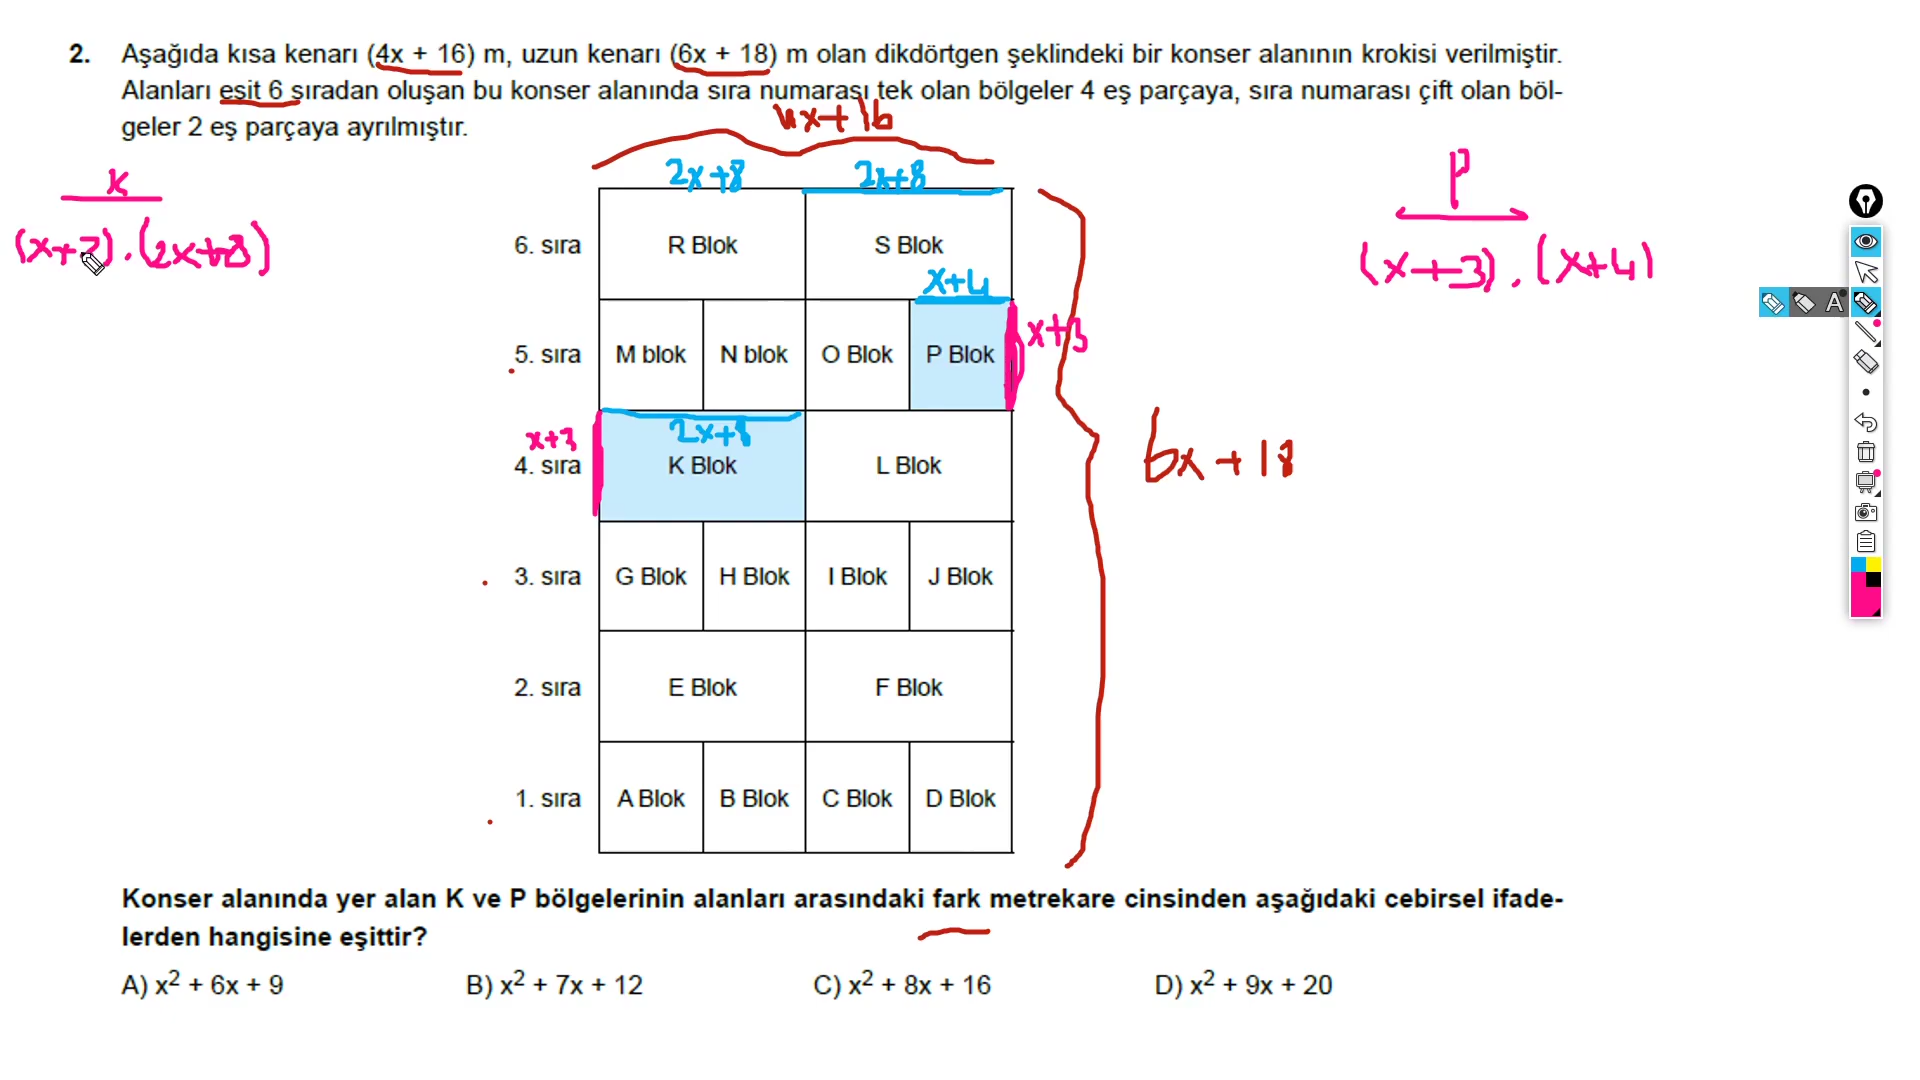 2. Aşağıda kısa kenarı (4x + 16) m, uzun kenarı (6x + 18) m olan dikdörtgen şeklindeki bir konser alanının krokisi verilmiştir.
Alanları eşit 6 sıradan oluşan bu konser alanında sıra numarası tek olan bölgeler 4 eş parçaya, sıra numarası çift olan böl-
geler 2 eş parçaya ayrılmıştır.
4x+16
2x+8 2x+8
K
(x+3).(2x+8)
P
(x+3).(x+4)
6. sıra R Blok S Blok
x+4
x+3
5. sıra M blok N blok O Blok P Blok
x+3 2x+8
4. sıra K Blok L Blok
6x+18
3. sıra G Blok H Blok I Blok J Blok
2. sıra E Blok F Blok
1. sıra A Blok B Blok C Blok D Blok
Konser alanında yer alan K ve P bölgelerinin alanları arasındaki fark metrekare cinsinden aşağıdaki cebirsel ifade-
lerden hangisine eşittir?
A) x² + 6x + 9 B) x² + 7x + 12 C) x² + 8x + 16 D) x² + 9x + 20
A